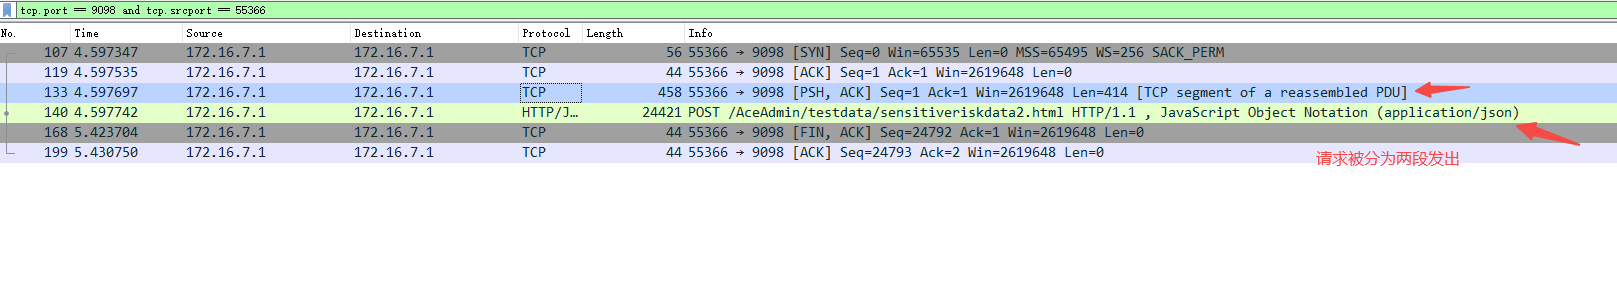 tcp.port == 9098 and tcp.srcport == 55366
No. Time Source Destination Protocol Length Info
107 4.597347 172.16.7.1 172.16.7.1 TCP 56 55366 → 9098 [SYN] Seq=0 Win=65535 Len=0 MSS=65495 WS=256 SACK_PERM
119 4.597535 172.16.7.1 172.16.7.1 TCP 44 55366 → 9098 [ACK] Seq=1 Ack=1 Win=2619648 Len=0
133 4.597697 172.16.7.1 172.16.7.1 TCP 458 55366 → 9098 [PSH, ACK] Seq=1 Ack=1 Win=2619648 Len=414 [TCP segment of a reassembled PDU]
140 4.597742 172.16.7.1 172.16.7.1 HTTP/J… 24421 POST /AceAdmin/testdata/sensitiveriskdata2.html HTTP/1.1 , JavaScript Object Notation (application/json)
168 5.423704 172.16.7.1 172.16.7.1 TCP 44 55366 → 9098 [FIN, ACK] Seq=24792 Ack=1 Win=2619648 Len=0
199 5.430750 172.16.7.1 172.16.7.1 TCP 44 55366 → 9098 [ACK] Seq=24793 Ack=2 Win=2619648 Len=0
请求被分为两段发出